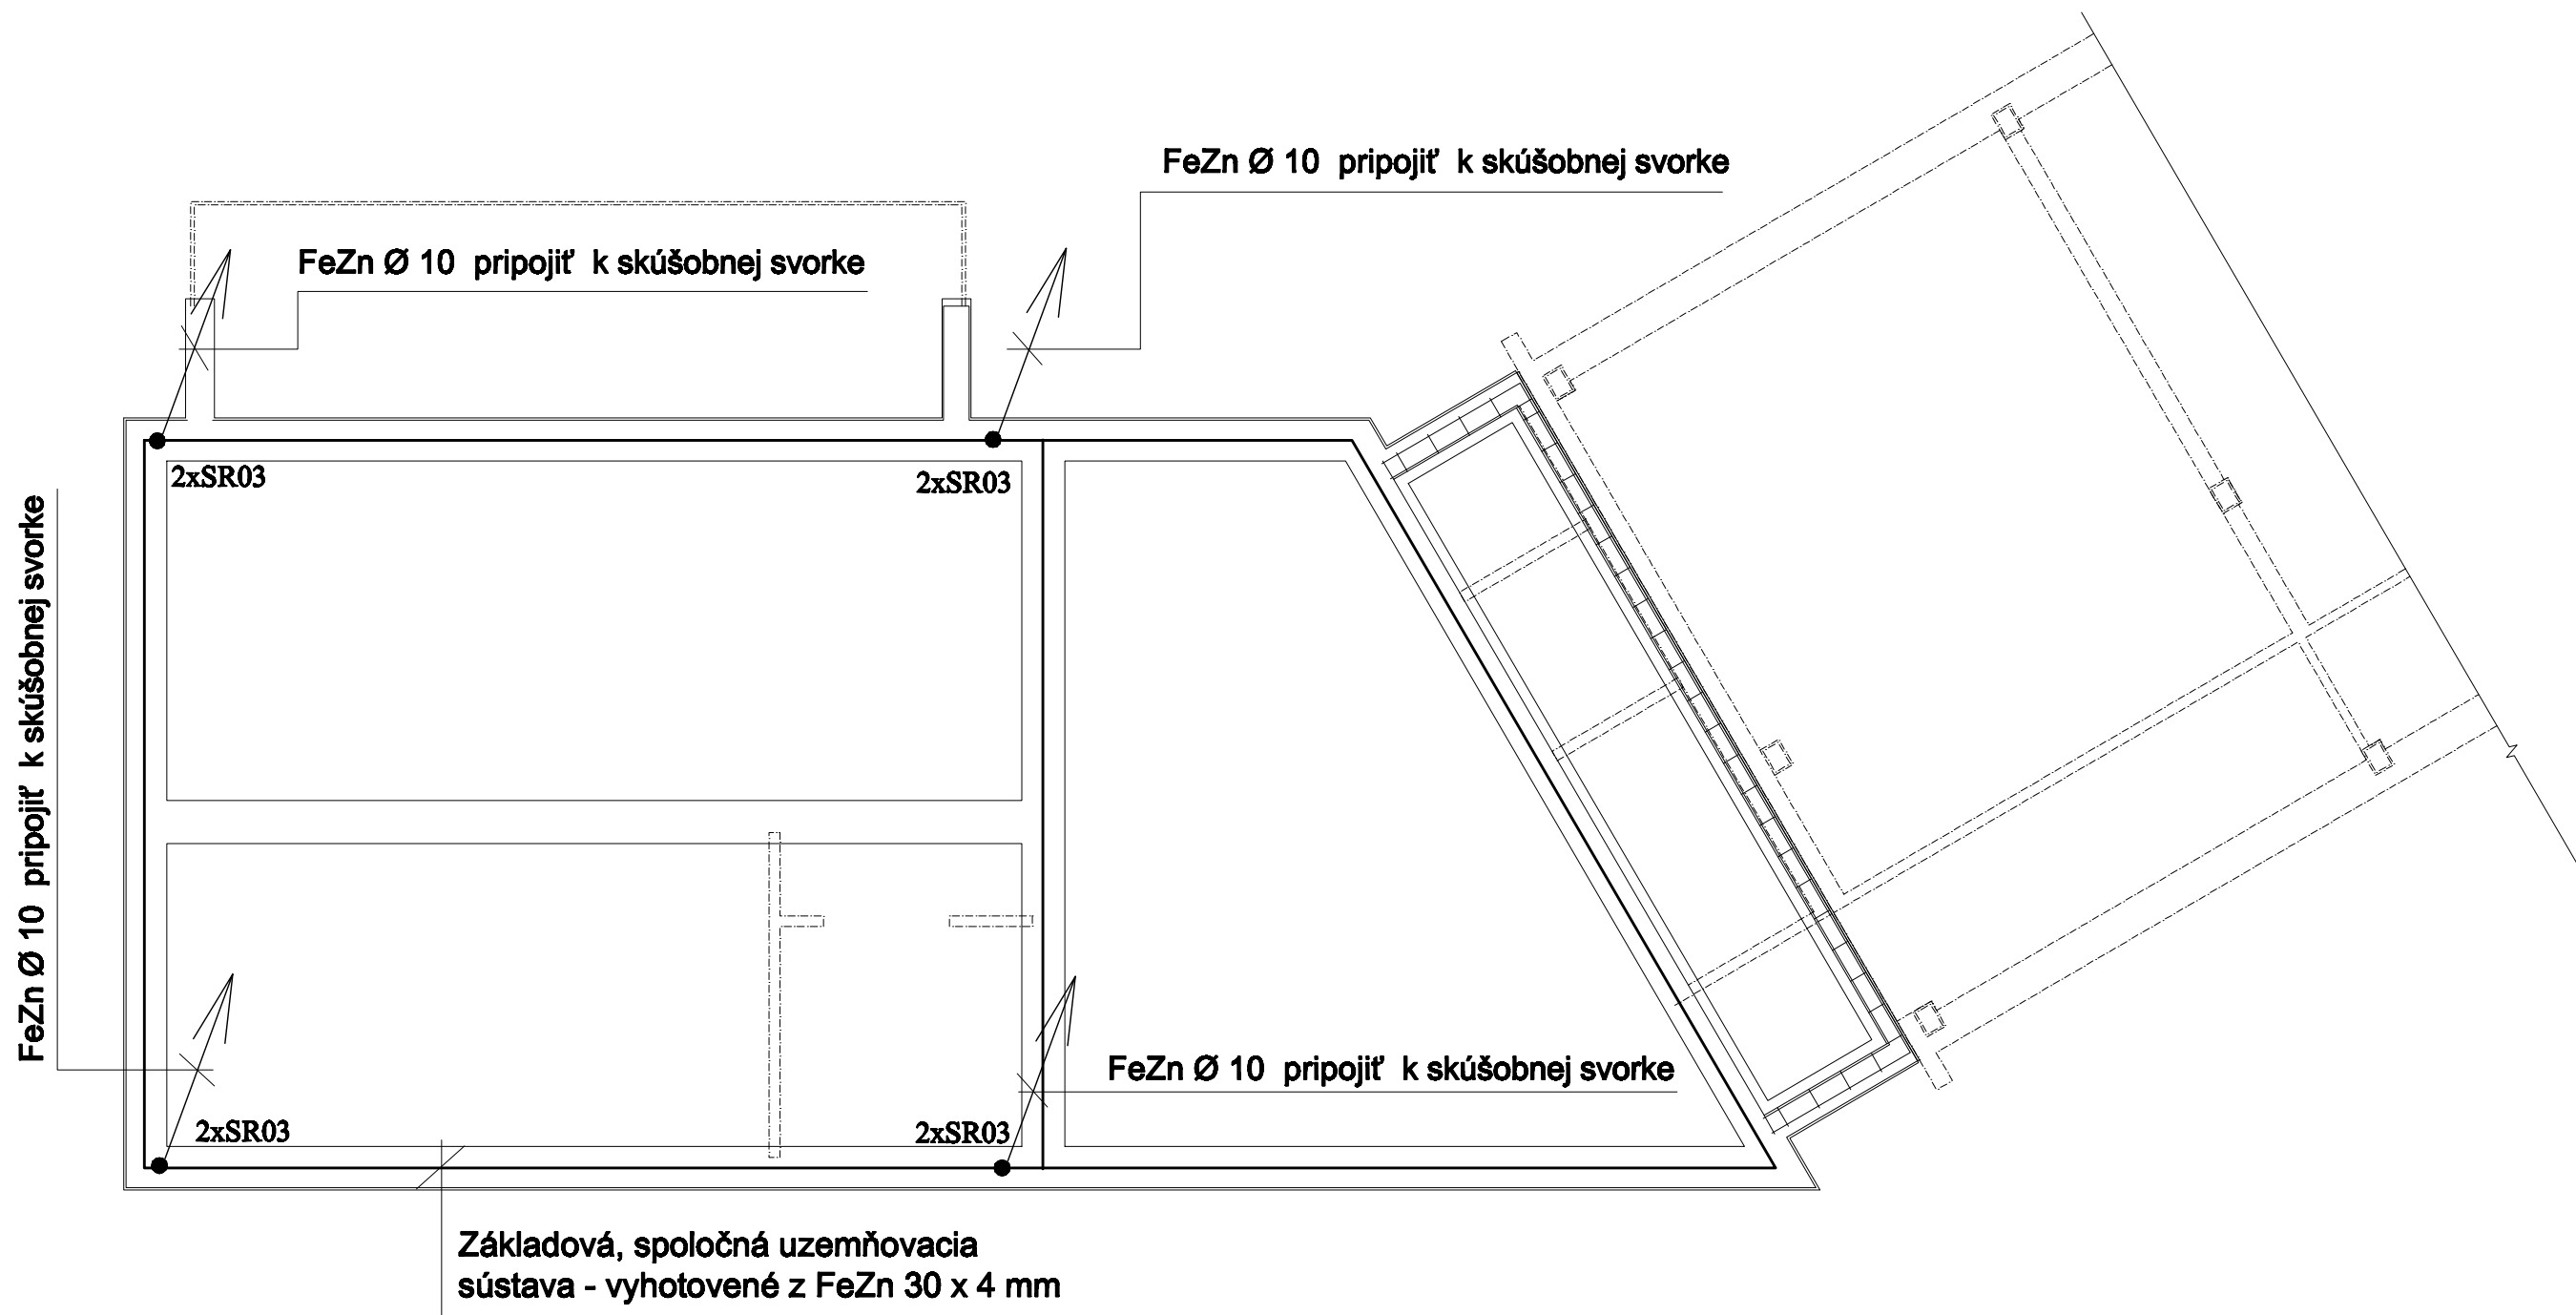 FeZn Ø 10 pripojiť k skúšobnej svorke
FeZn Ø 10 pripojiť k skúšobnej svorke
2xSR03
2xSR03
FeZn Ø 10 pripojiť k skúšobnej svorke
FeZn Ø 10 pripojiť k skúšobnej svorke
2xSR03
2xSR03
Základová, spoločná uzemňovacia
sústava - vyhotovené z FeZn 30 x 4 mm